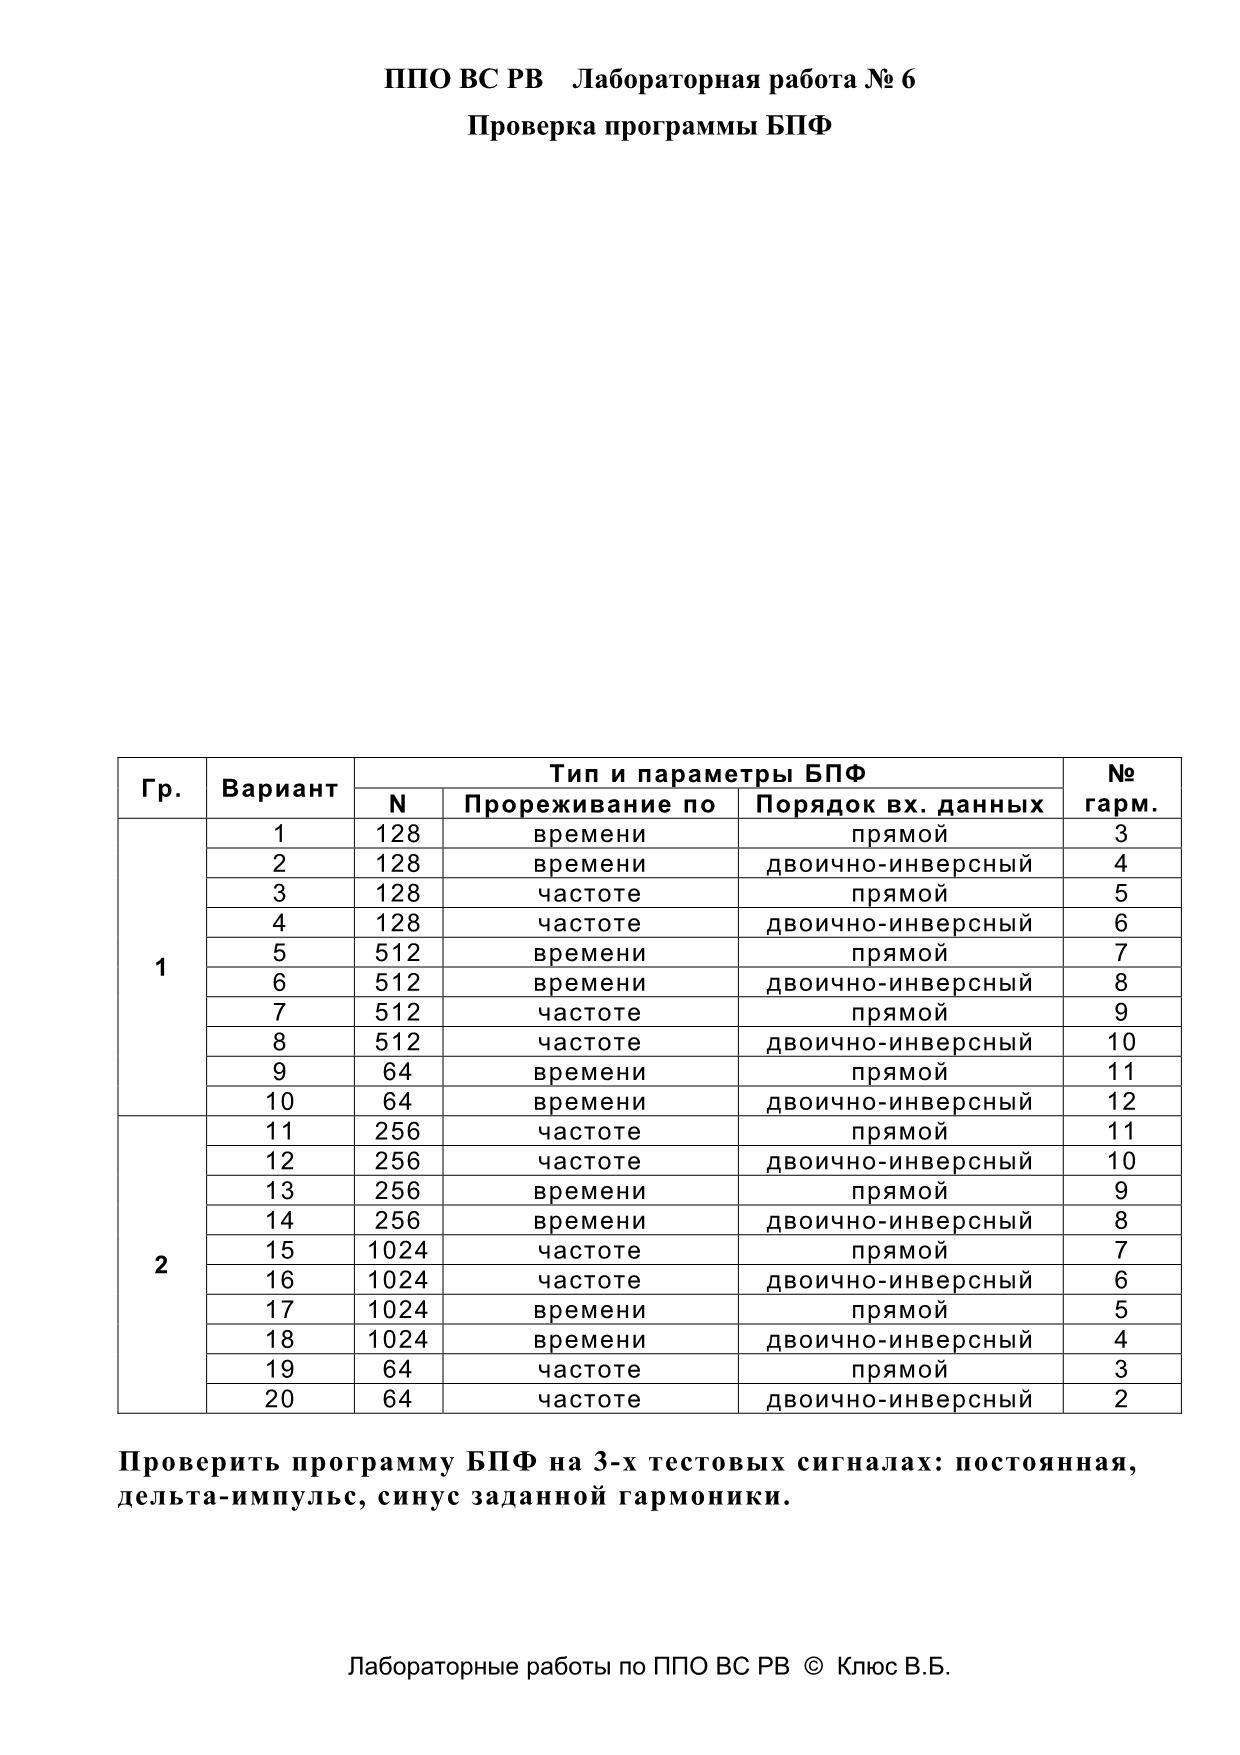 ППО ВС РВ Лабораторная работа № 6
Проверка программы БПФ
Гр. Вариант Тип и параметры БПФ № гарм.
N Прореживание по Порядок вх. данных
1
1 128 времени прямой 3
2 128 времени двоично-инверсный 4
3 128 частоте прямой 5
4 128 частоте двоично-инверсный 6
5 512 времени прямой 7
6 512 времени двоично-инверсный 8
7 512 частоте прямой 9
8 512 частоте двоично-инверсный 10
9 64 времени прямой 11
10 64 времени двоично-инверсный 12
2
11 256 частоте прямой 11
12 256 частоте двоично-инверсный 10
13 256 времени прямой 9
14 256 времени двоично-инверсный 8
15 1024 частоте прямой 7
16 1024 частоте двоично-инверсный 6
17 1024 времени прямой 5
18 1024 времени двоично-инверсный 4
19 64 частоте прямой 3
20 64 частоте двоично-инверсный 2
Проверить программу БПФ на 3-х тестовых сигналах: постоянная,
дельта-импульс, синус заданной гармоники.
Лабораторные работы по ППО ВС РВ © Клюс В.Б.